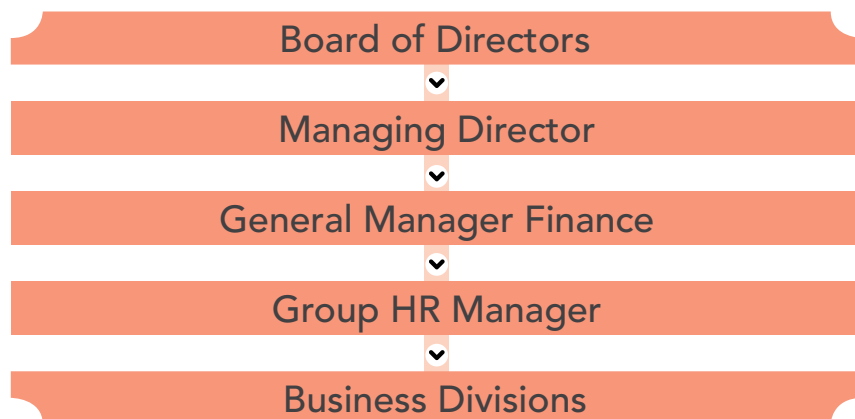 Board of Directors
Managing Director
General Manager Finance
Group HR Manager
Business Divisions